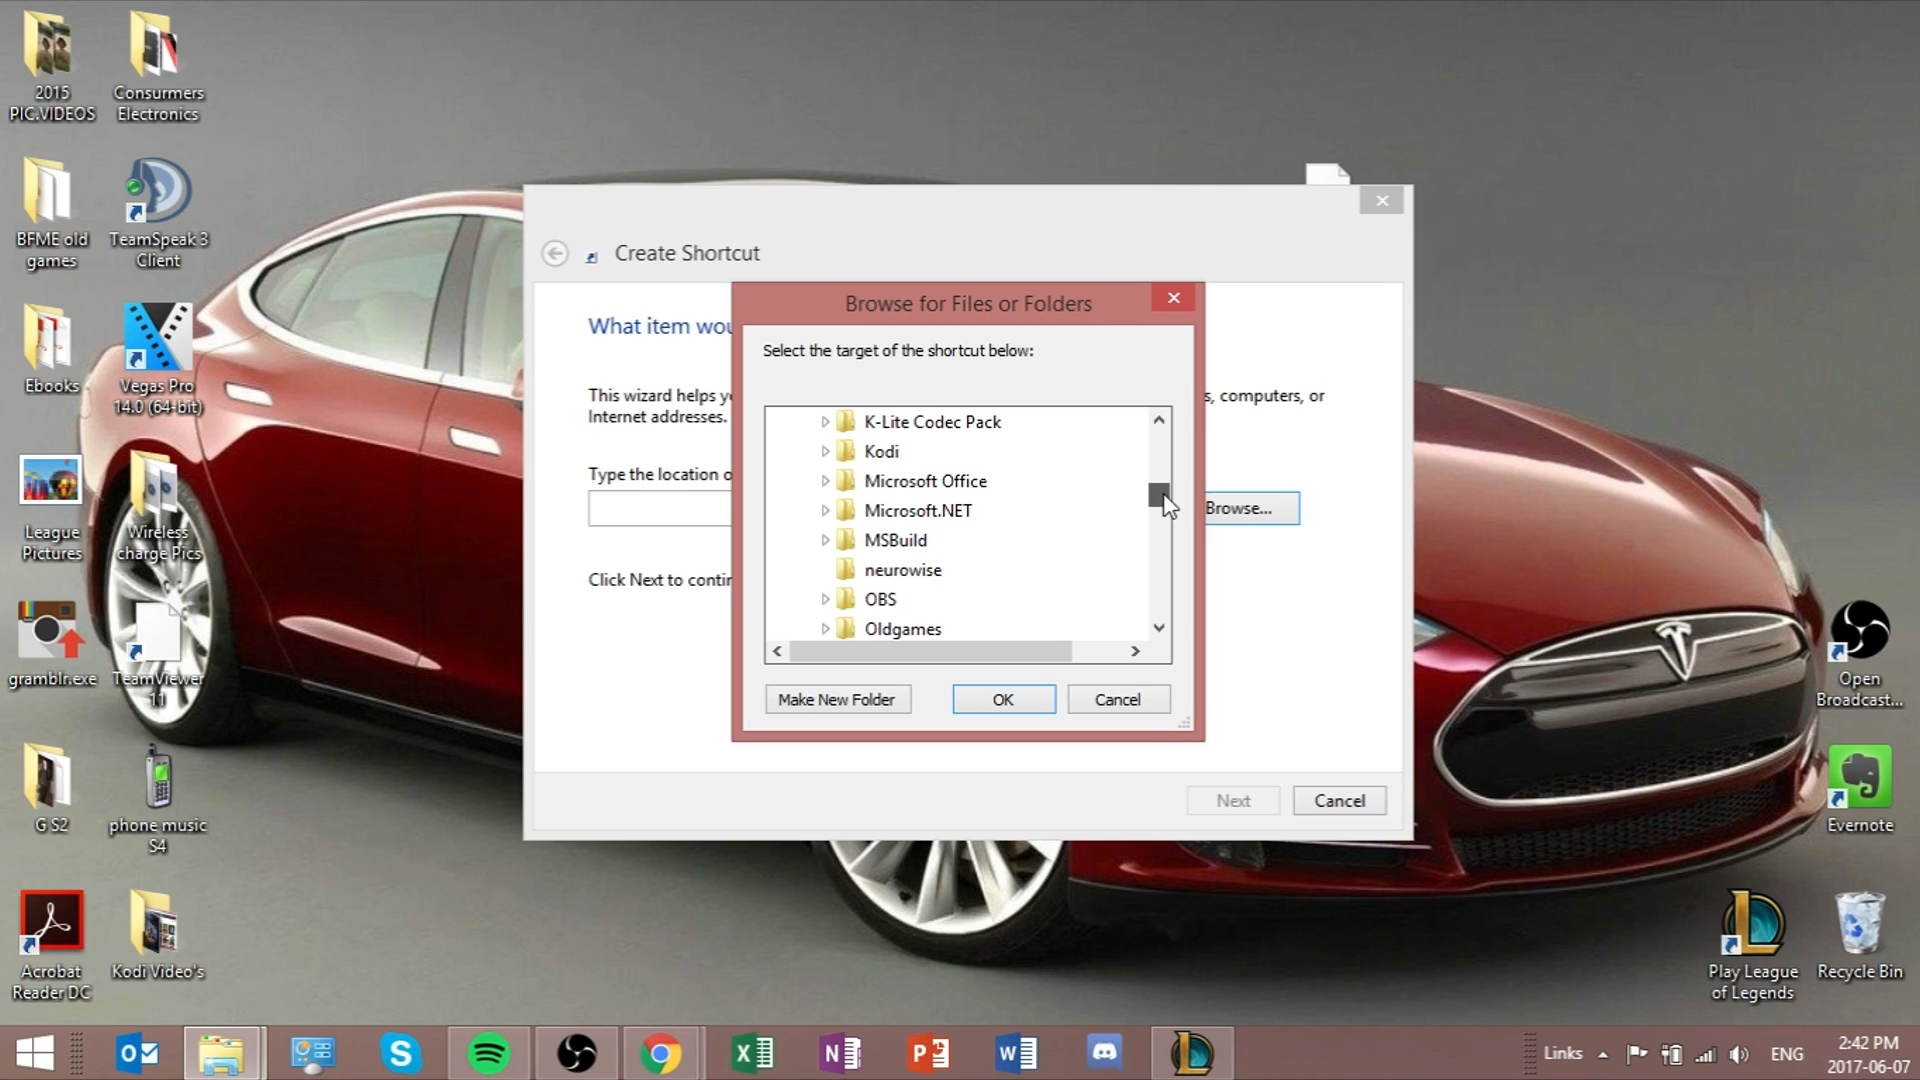 2015
PIC.VIDEOS
Consurmers
Electronics
BFME old
games
TeamSpeak 3
Client
Ebooks
Vegas Pro
14.0 (64-bit)
League
Pictures
Wireless
charge Pics
gramblr.exe
TeamViewer
11
G S2
phone music
S4
Acrobat
Reader DC
Kodi Video's
Create Shortcut
What item wou
This wizard helps y
s, computers, or
Internet addresses.
Type the location o
Browse...
Click Next to contin
Next
Cancel
Browse for Files or Folders
Select the target of the shortcut below:
K-Lite Codec Pack
Kodi
Microsoft Office
Microsoft.NET
MSBuild
neurowise
OBS
Oldgames
Make New Folder
OK
Cancel
Open
Broadcast...
Evernote
Play League
of Legends
Recycle Bin
Links
ENG
2:42 PM
2017-06-07